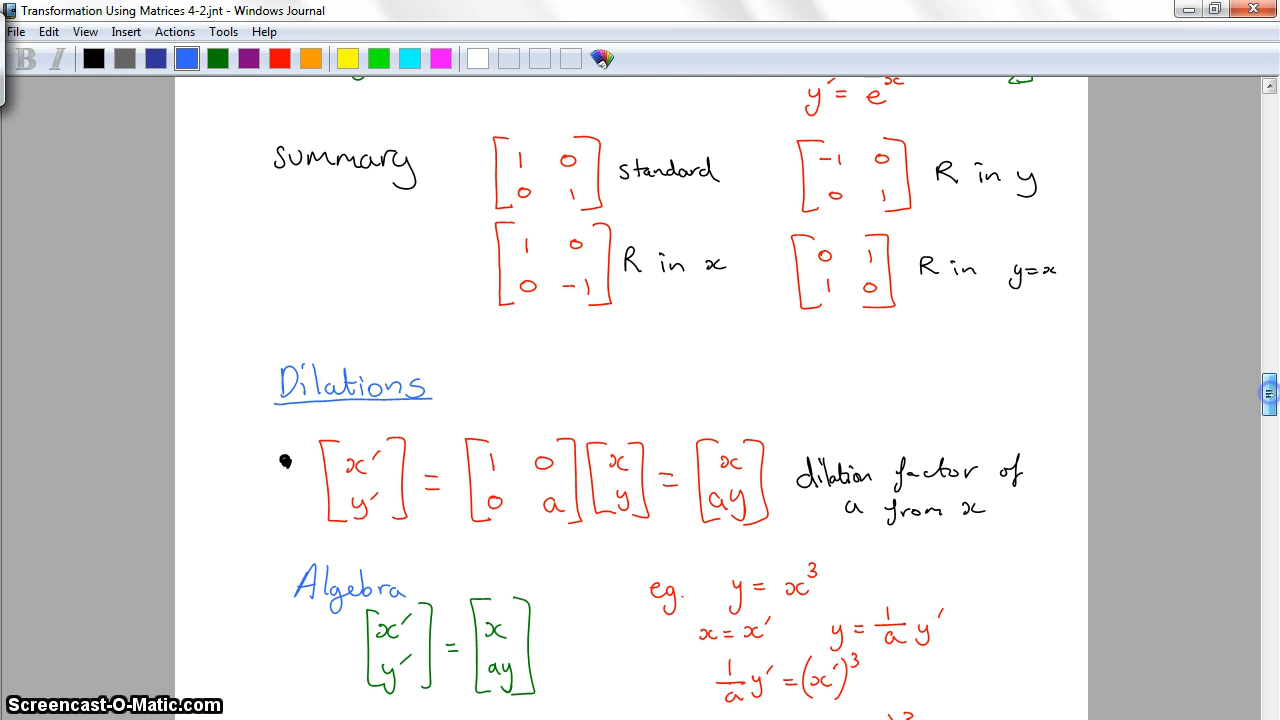 Transformation Using Matrices 4-2.jnt - Windows Journal
File Edit View Insert Actions Tools Help
B I
y′ = eˣ
summary [1 0; 0 1] standard [-1 0; 0 1] R in y
[1 0; 0 -1] R in x [0 1; 1 0] R in y=x
Dilations
• [x′; y′] = [1 0; 0 a] [x; y] = [x; ay] dilation factor of
a from x
Algebra
[x′; y′] = [x; ay]
eg. y = x³
x = x′ y = 1/a y′
1/a y′ = (x′)³
Screencast-O-Matic.com